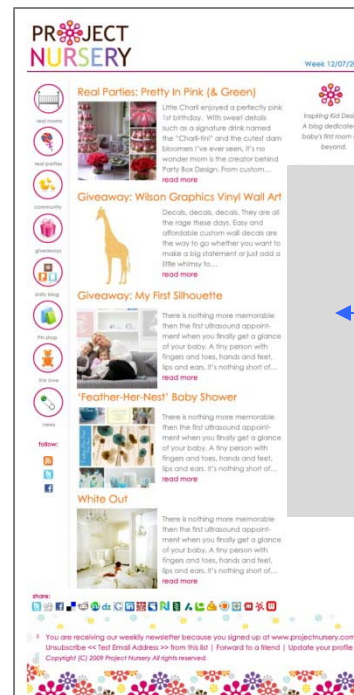 PROJECT
NURSERY
Week 12/07/20
real rooms
real parties
community
giveaways
daily blog
PN shop
link love
news
follow:
Real Parties: Pretty In Pink (& Green)
Little Charli enjoyed a perfectly pink
1st birthday. With sweet details
such as a signature drink named
the "Charli-tini" and the cutest darn
bloomers I've ever seen, it's no
wonder mom is the creator behind
Party Box Design. From custom...
read more
Giveaway: Wilson Graphics Vinyl Wall Art
Decals, decals, decals. They are all
the rage these days. Easy and
affordable custom wall decals are
the way to go whether you want to
make a big statement or just add a
little whimsy to...
read more
Giveaway: My First Silhouette
There is nothing more memorable
then the first ultrasound appoint-
ment when you finally get a glance
of your baby. A tiny person with
fingers and toes, hands and feet,
lips and ears. It's nothing short of...
read more
'Feather-Her-Nest' Baby Shower
There is nothing more memorable
then the first ultrasound appoint-
ment when you finally get a glance
of your baby. A tiny person with
fingers and toes, hands and feet,
lips and ears. It's nothing short of...
read more
White Out
There is nothing more memorable
then the first ultrasound appoint-
ment when you finally get a glance
of your baby. A tiny person with
fingers and toes, hands and feet,
lips and ears. It's nothing short of...
read more
Inspiring Kid Desi
A blog dedicated
baby's first room
beyond.
share:
You are receiving our weekly newsletter because you signed up at www.projectnursery.com
Unsubscribe << Test Email Address >> from this list | Forward to a friend | Update your profile
Copyright (C) 2009 Project Nursery All rights reserved.